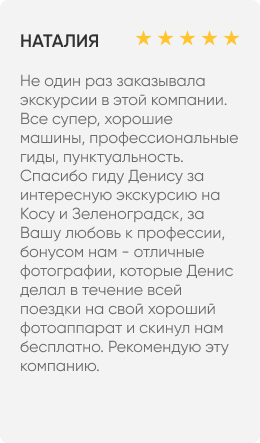 НАТАЛИЯ
Не один раз заказывала
экскурсии в этой компании.
Все супер, хорошие
машины, профессиональные
гиды, пунктуальность.
Спасибо гиду Денису за
интересную экскурсию на
Косу и Зеленоградск, за
Вашу любовь к профессии,
бонусом нам - отличные
фотографии, которые Денис
делал в течение всей
поездки на свой хороший
фотоаппарат и скинул нам
бесплатно. Рекомендую эту
компанию.